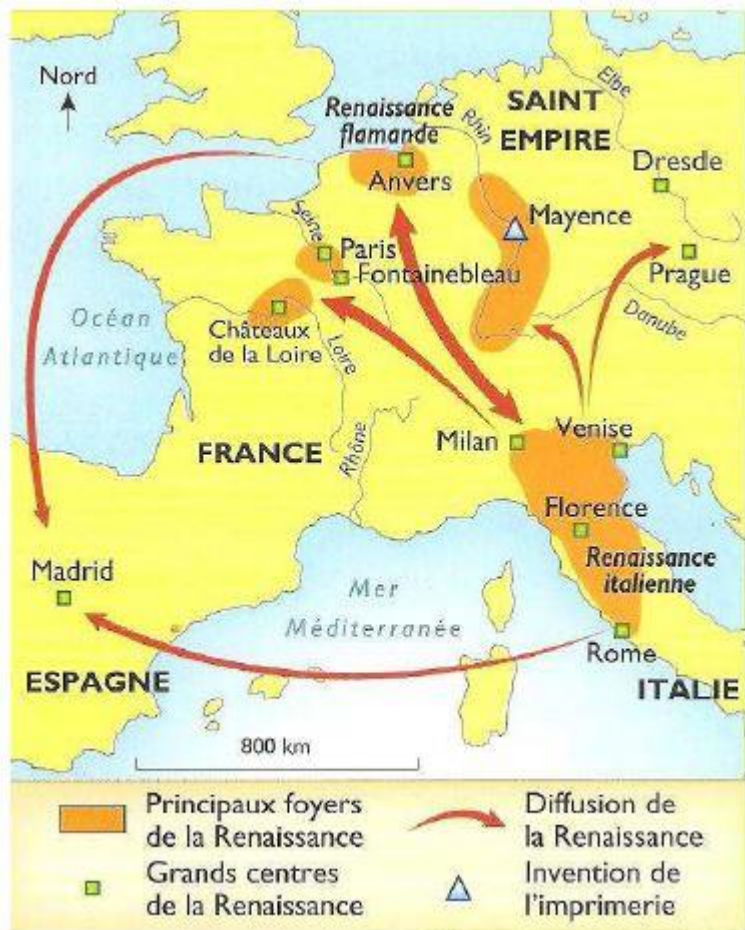 Nord
Renaissance
flamande
SAINT
EMPIRE
Elbe
Rhin
Dresde
Anvers
Mayence
Seine
Paris
Fontainebleau
Prague
Danube
Océan
Atlantique
Châteaux
de la Loire
Loire
Milan
Venise
FRANCE
Rhône
Florence
Renaissance
italienne
Madrid
Mer
Méditerranée
Rome
ESPAGNE
ITALIE
800 km
Principaux foyers
de la Renaissance
Diffusion de
la Renaissance
Grands centres
de la Renaissance
Invention de
l'imprimerie